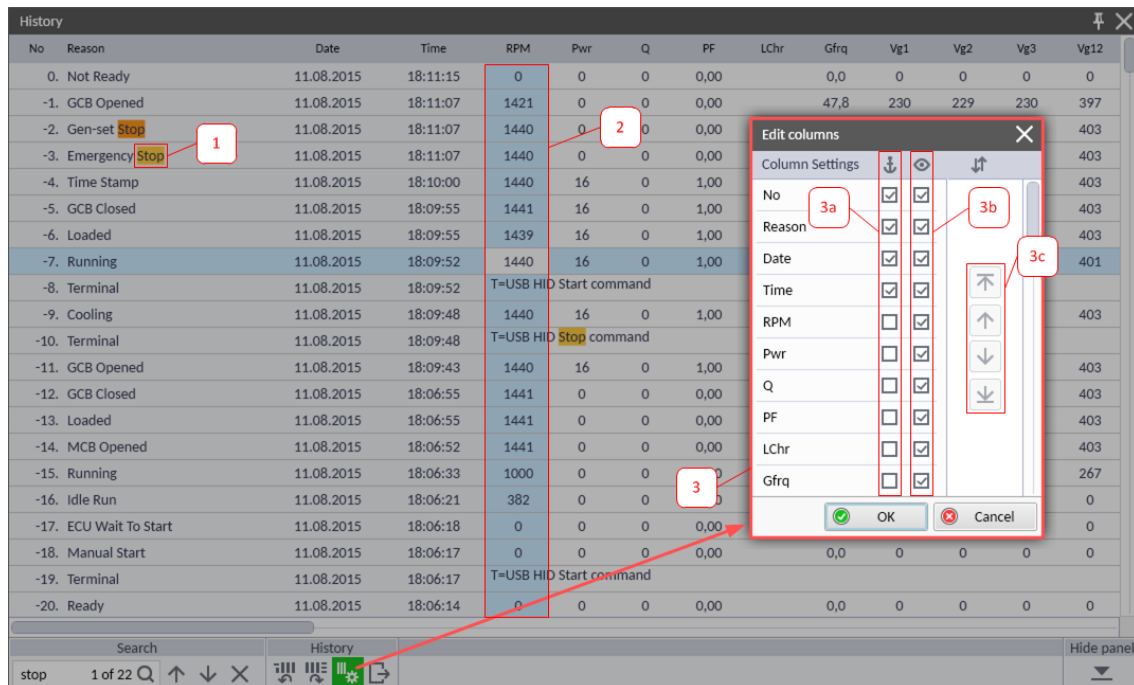 History
No Reason Date Time RPM Pwr Q PF LChr Gfrq Vg1 Vg2 Vg3 Vg12
0. Not Ready 11.08.2015 18:11:15 0 0 0 0,00 0,0 0 0 0 0
-1. GCB Opened 11.08.2015 18:11:07 1421 0 0 0,00 47,8 230 229 230 397
-2. Gen-set Stop 11.08.2015 18:11:07 1440 0 0 0,00 403
-3. Emergency Stop 11.08.2015 18:11:07 1440 0 0 0,00 403
-4. Time Stamp 11.08.2015 18:10:00 1440 16 0 1,00 403
-5. GCB Closed 11.08.2015 18:09:55 1441 16 0 1,00 403
-6. Loaded 11.08.2015 18:09:55 1439 16 0 1,00 403
-7. Running 11.08.2015 18:09:52 1440 16 0 1,00 401
-8. Terminal 11.08.2015 18:09:52 T=USB HID Start command
-9. Cooling 11.08.2015 18:09:48 1440 16 0 1,00 403
-10. Terminal 11.08.2015 18:09:48 T=USB HID Stop command
-11. GCB Opened 11.08.2015 18:09:43 1440 16 0 1,00 403
-12. GCB Closed 11.08.2015 18:06:55 1441 0 0 0,00 403
-13. Loaded 11.08.2015 18:06:55 1441 0 0 0,00 403
-14. MCB Opened 11.08.2015 18:06:52 1441 0 0 0,00 403
-15. Running 11.08.2015 18:06:33 1000 0 0 267
-16. Idle Run 11.08.2015 18:06:21 382 0 0 0
-17. ECU Wait To Start 11.08.2015 18:06:18 0 0 0 0,00 0
-18. Manual Start 11.08.2015 18:06:17 0 0 0 0,00 0,0 0 0 0 0
-19. Terminal 11.08.2015 18:06:17 T=USB HID Start command
-20. Ready 11.08.2015 18:06:14 0 0 0 0,00 0,0 0 0 0 0
Search History Hide panel
stop 1 of 22
1
2
Edit columns
Column Settings
No
Reason
Date
Time
RPM
Pwr
Q
PF
LChr
Gfrq
OK Cancel
3a
3b
3c
3